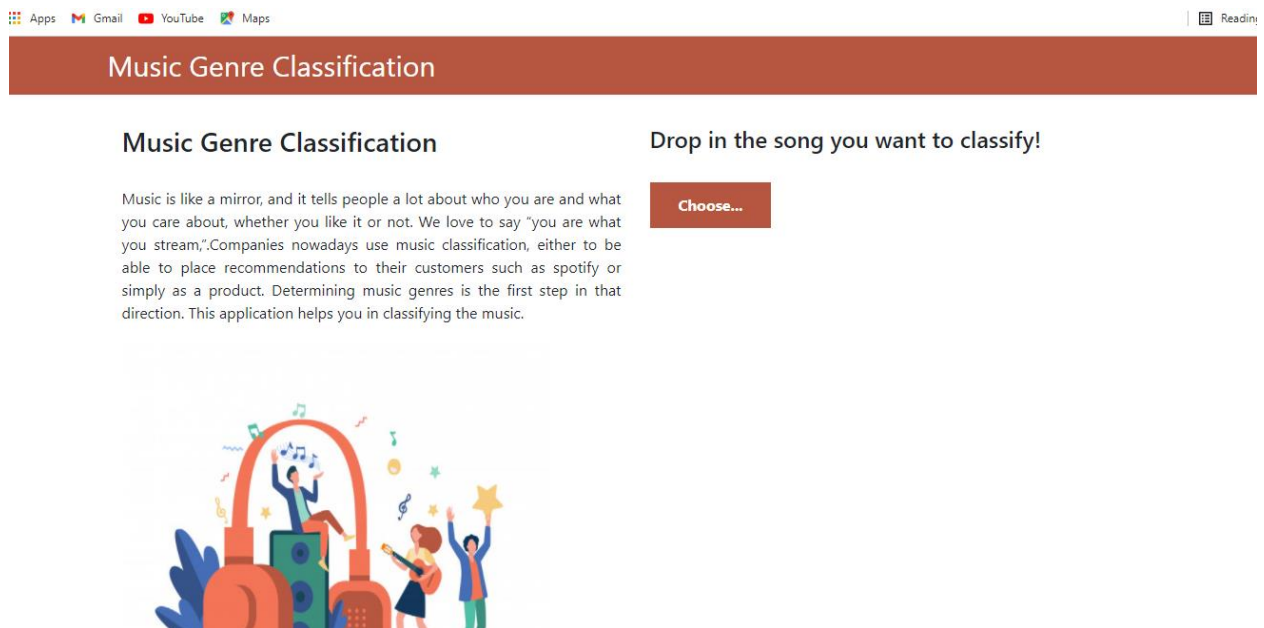 Apps Gmail YouTube Maps
Music Genre Classification
Music Genre Classification
Music is like a mirror, and it tells people a lot about who you are and what
you care about, whether you like it or not. We love to say “you are what
you stream,”.Companies nowadays use music classification, either to be
able to place recommendations to their customers such as spotify or
simply as a product. Determining music genres is the first step in that
direction. This application helps you in classifying the music.
Drop in the song you want to classify!
Choose...